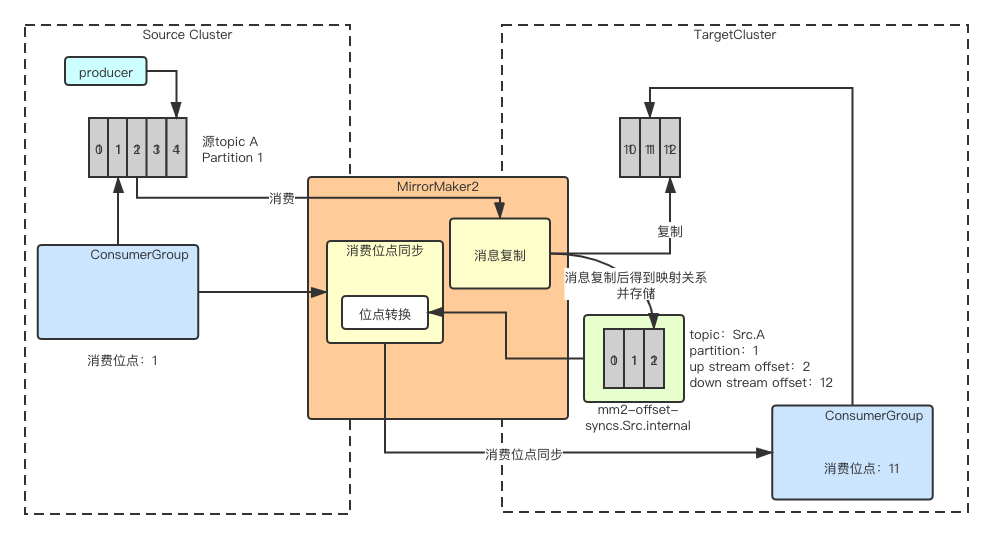 Source Cluster
TargetCluster
producer
0 1 2 3 4
源topic A
Partition 1
10 11 12
消费
MirrorMaker2
复制
ConsumerGroup
消费位点同步
消息复制
位点转换
消息复制后得到映射关系
并存储
消费位点：1
0 1 2
topic：Src.A
partition：1
up stream offset：2
down stream offset：12
mm2-offset-
syncs.Src.internal
ConsumerGroup
消费位点：11
消费位点同步